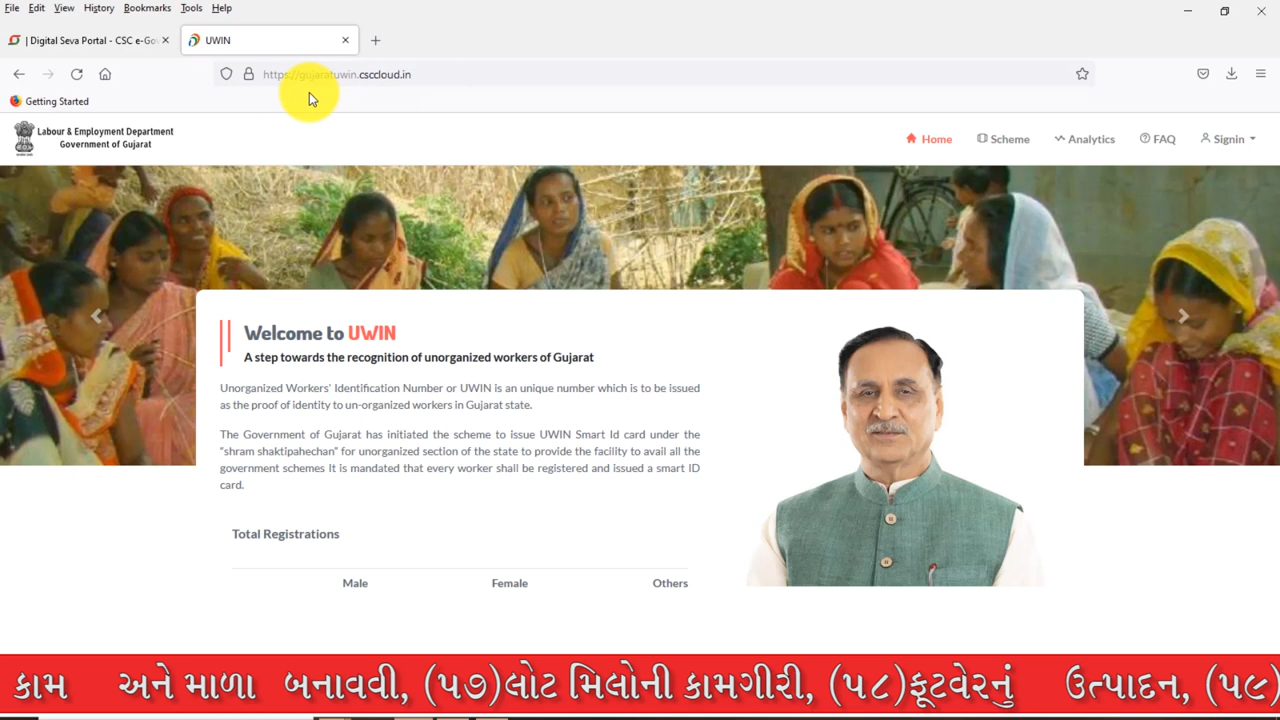 File Edit View History Bookmarks Tools Help
| Digital Seva Portal - CSC e-Go
UWIN
https://gujaratuwin.csccloud.in
Getting Started
Labour & Employment Department
Government of Gujarat
Home Scheme Analytics FAQ Signin
Welcome to UWIN
A step towards the recognition of unorganized workers of Gujarat
Unorganized Workers' Identification Number or UWIN is an unique number which is to be issued
as the proof of identity to un-organized workers in Gujarat state.
The Government of Gujarat has initiated the scheme to issue UWIN Smart Id card under the
“shram shaktipahechan” for unorganized section of the state to provide the facility to avail all the
government schemes It is mandated that every worker shall be registered and issued a smart ID
card.
Total Registrations
Male Female Others
કામ અને માળા બનાવવી, (૫૭)લોટ મિલોની કામગીરી, (૫૮)ફૂટવેરનું ઉત્પાદન, (૫૯)